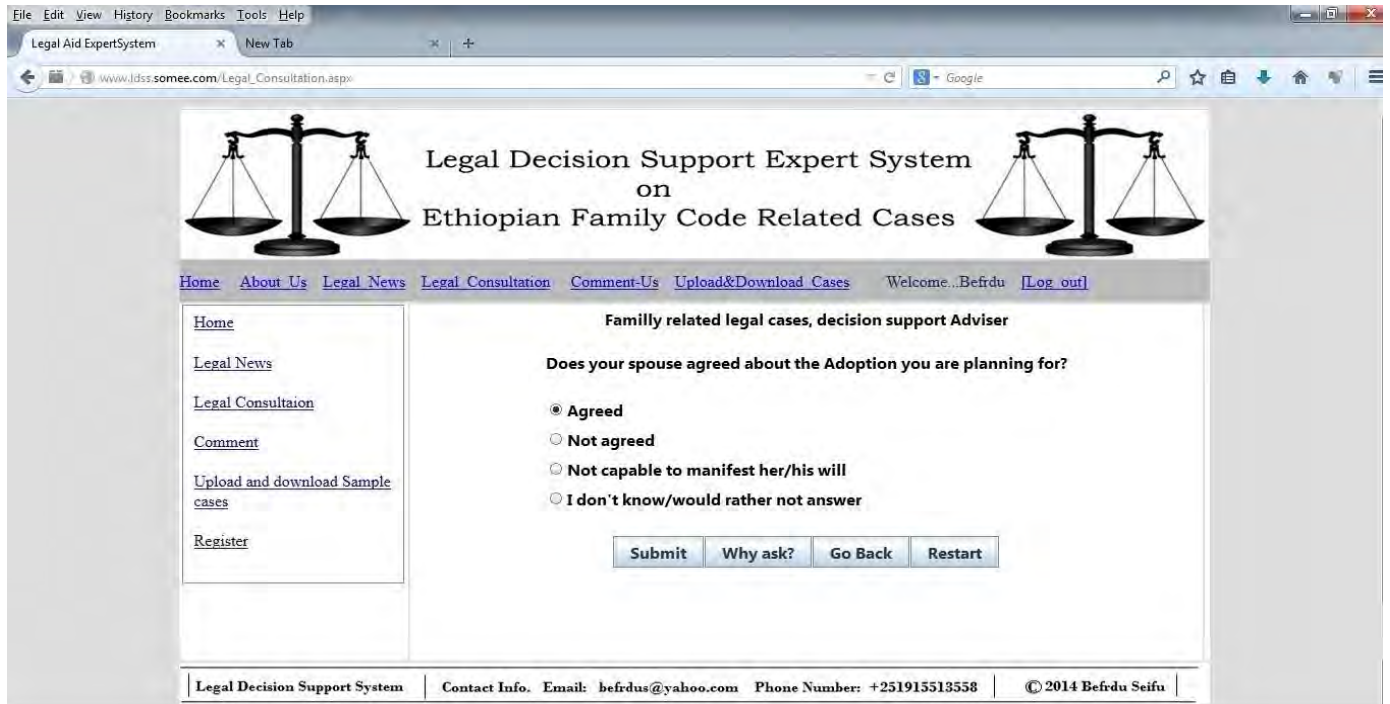 File Edit View History Bookmarks Tools Help
Legal Aid ExpertSystem × New Tab × +
www.ldss.somee.com/Legal_Consultation.aspx Google
Legal Decision Support Expert System
on
Ethiopian Family Code Related Cases
Home About Us Legal News Legal Consultation Comment-Us Upload&Download Cases Welcome...Befrdu [Log out]
Home
Legal News
Legal Consultaion
Comment
Upload and download Sample
cases
Register
Familly related legal cases, decision support Adviser
Does your spouse agreed about the Adoption you are planning for?
Agreed
Not agreed
Not capable to manifest her/his will
I don't know/would rather not answer
Submit Why ask? Go Back Restart
Legal Decision Support System Contact Info. Email: befrdus@yahoo.com Phone Number: +251915513558 © 2014 Befrdu Seifu